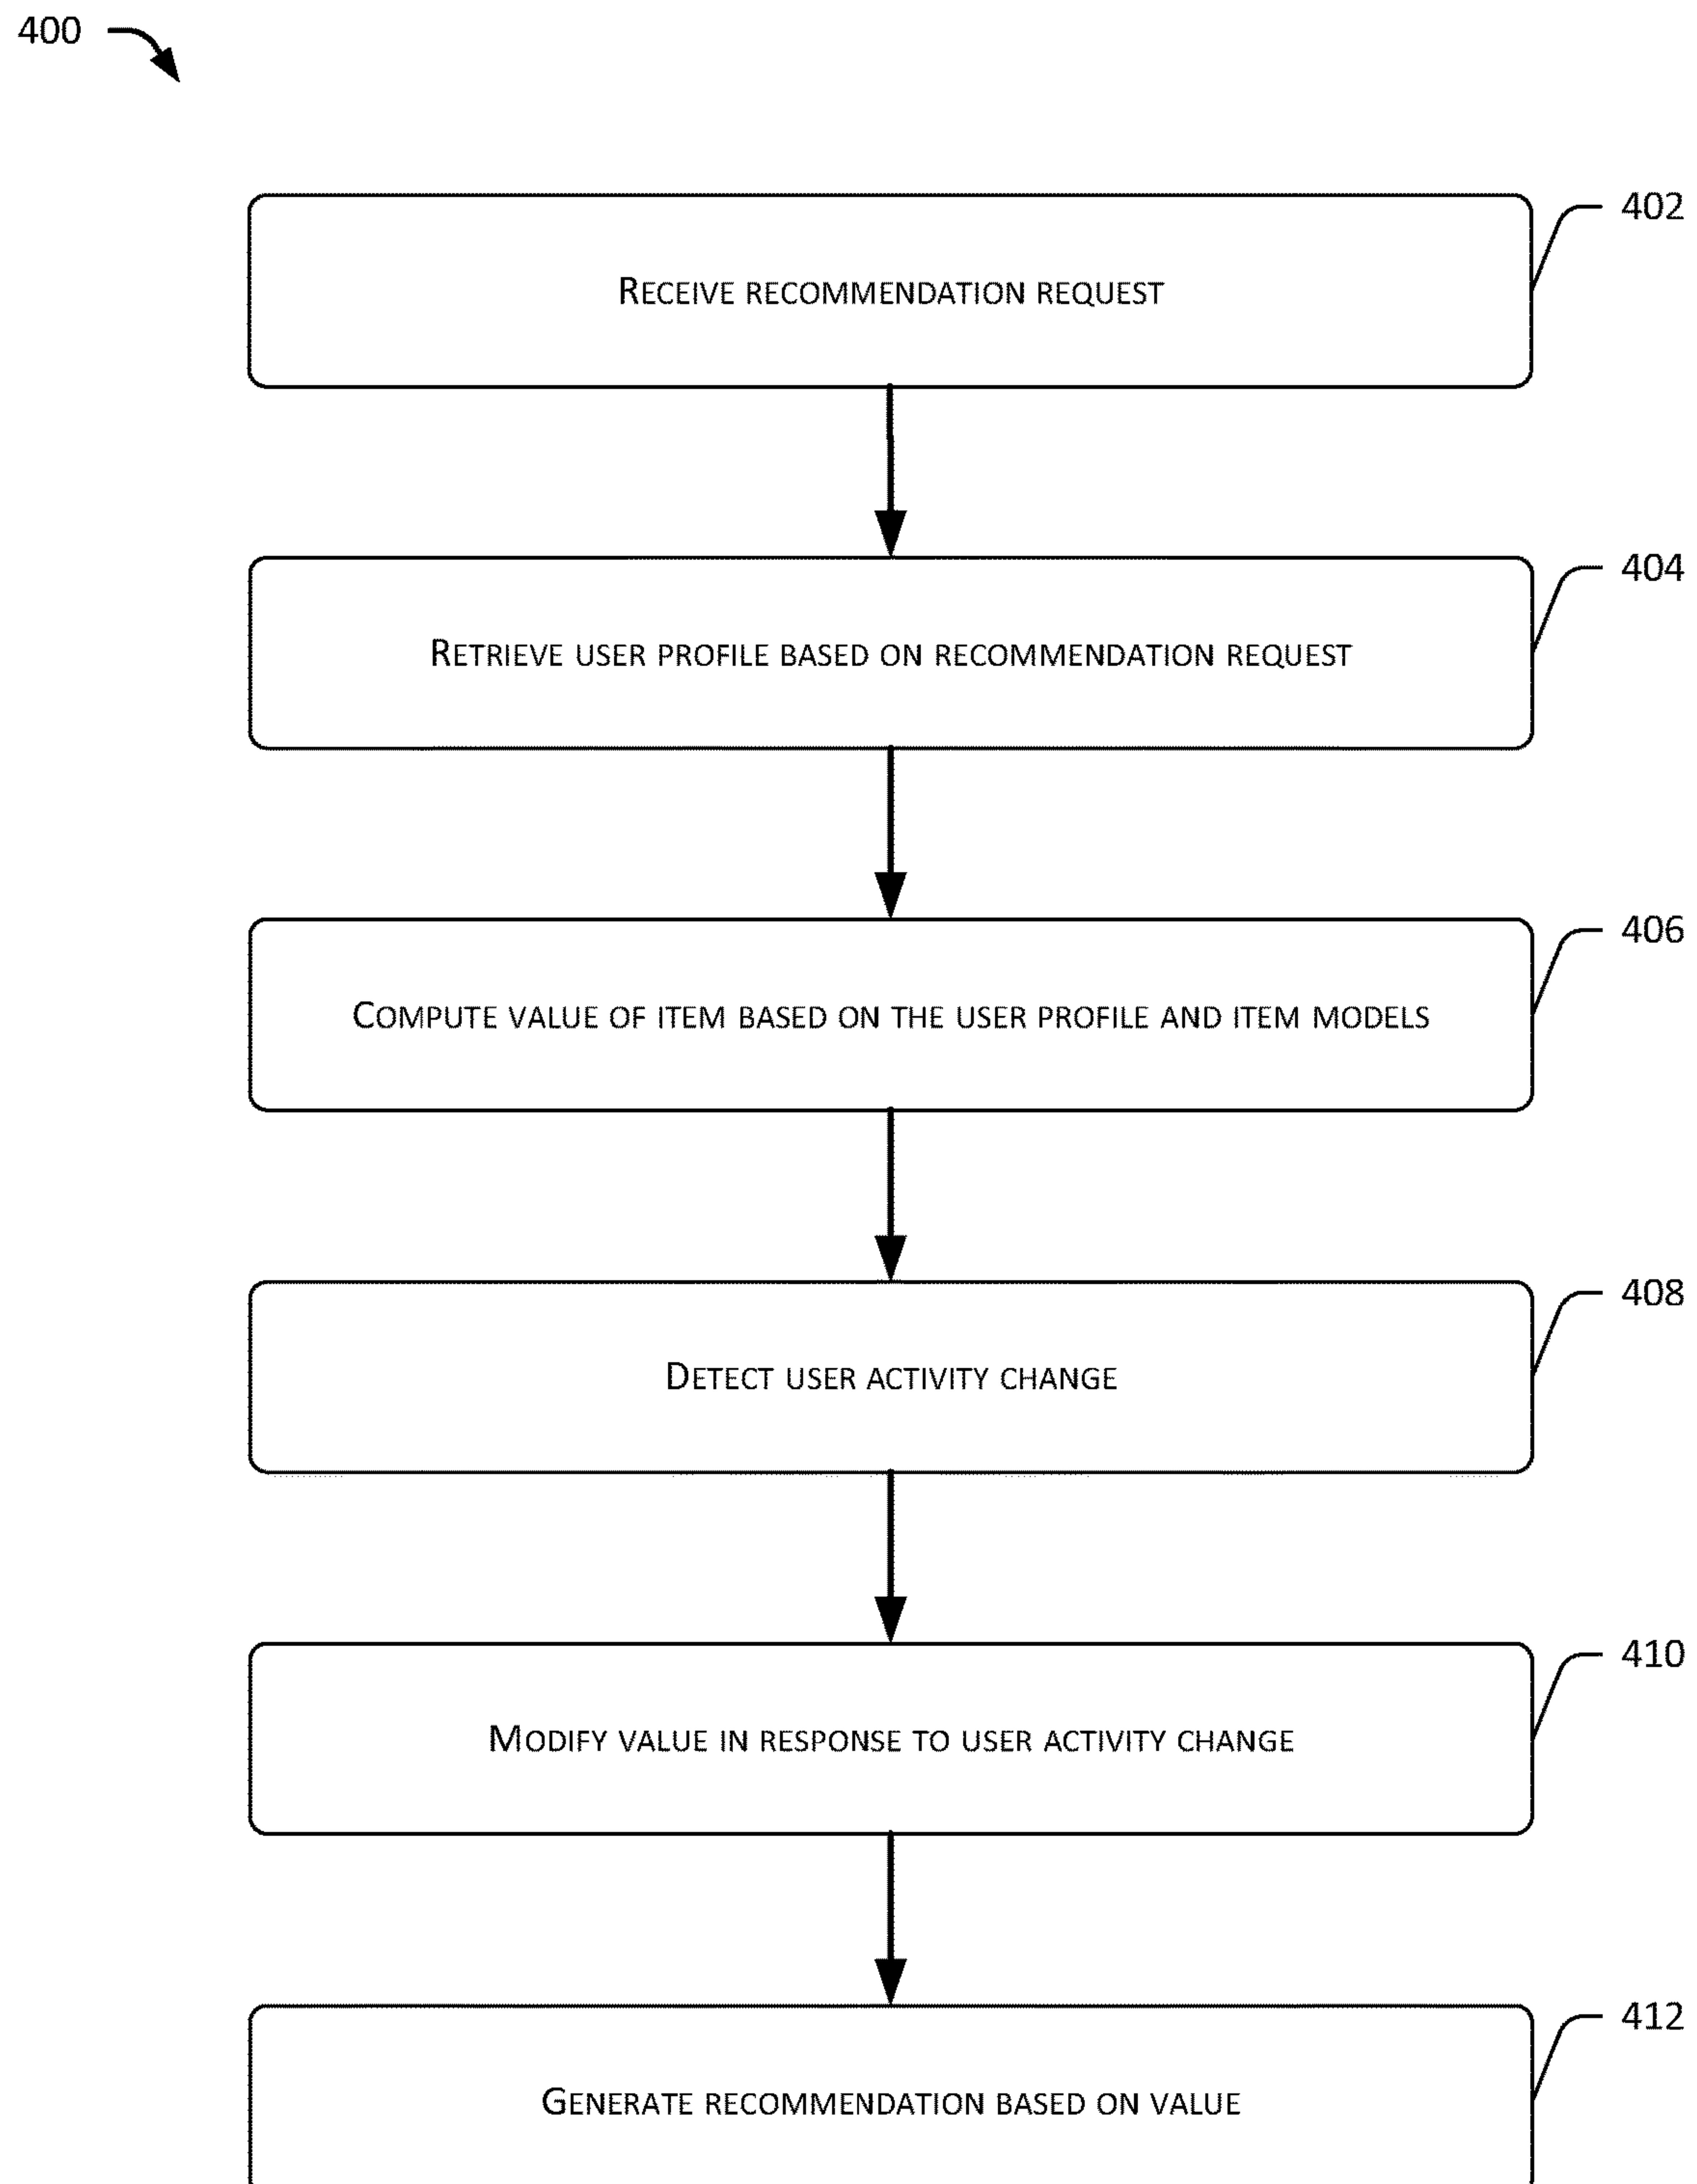 400
402
RECEIVE RECOMMENDATION REQUEST
404
RETRIEVE USER PROFILE BASED ON RECOMMENDATION REQUEST
406
COMPUTE VALUE OF ITEM BASED ON THE USER PROFILE AND ITEM MODELS
408
DETECT USER ACTIVITY CHANGE
410
MODIFY VALUE IN RESPONSE TO USER ACTIVITY CHANGE
412
GENERATE RECOMMENDATION BASED ON VALUE